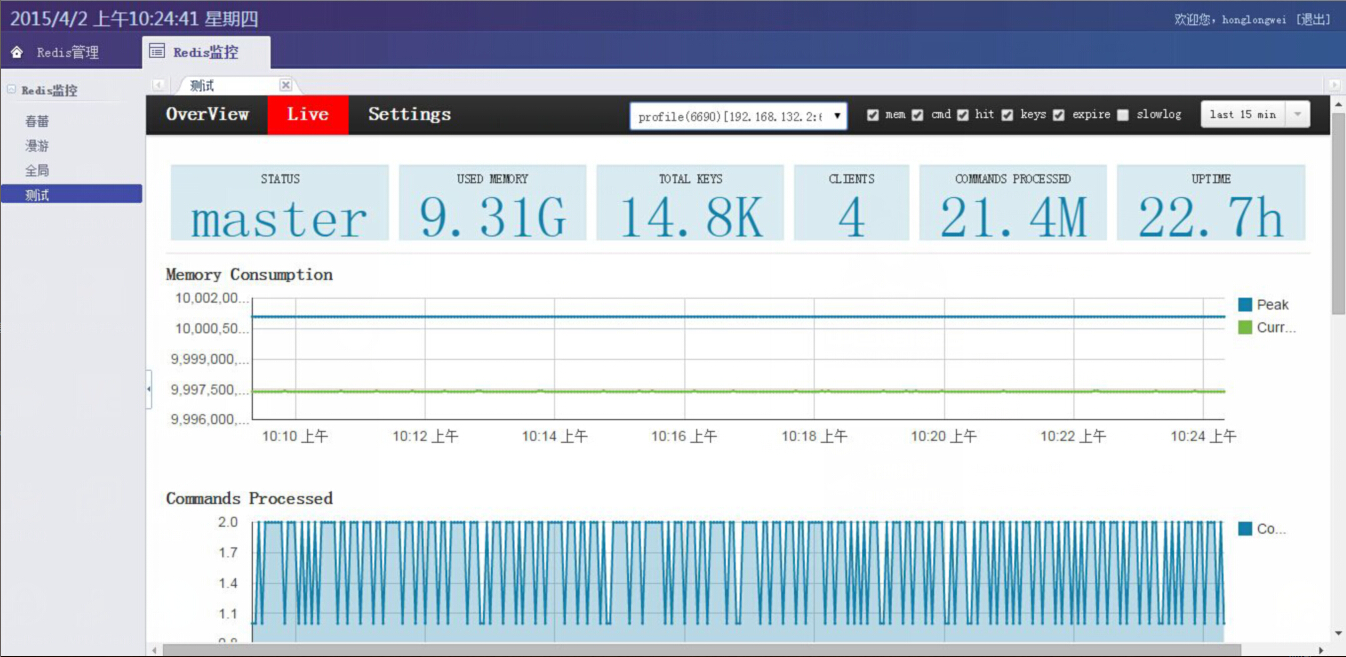 2015/4/2 上午10:24:41 星期四
欢迎您，honglongwei [退出]
Redis管理
Redis监控
Redis监控
春蕾
漫游
全局
测试
测试
OverView Live Settings
profile(6690)[192.168.132.2:6
mem cmd hit keys expire slowlog
last 15 min
STATUS USED MEMORY TOTAL KEYS CLIENTS COMMANDS PROCESSED UPTIME
master 9.31G 14.8K 4 21.4M 22.7h
Memory Consumption
10,002,00...
10,000,50...
9,999,000,...
9,997,500,...
9,996,000,...
10:10 上午 10:12 上午 10:14 上午 10:16 上午 10:18 上午 10:20 上午 10:22 上午 10:24 上午
Peak
Curr...
Commands Processed
2.0
1.7
1.4
1.1
0.8
Co...